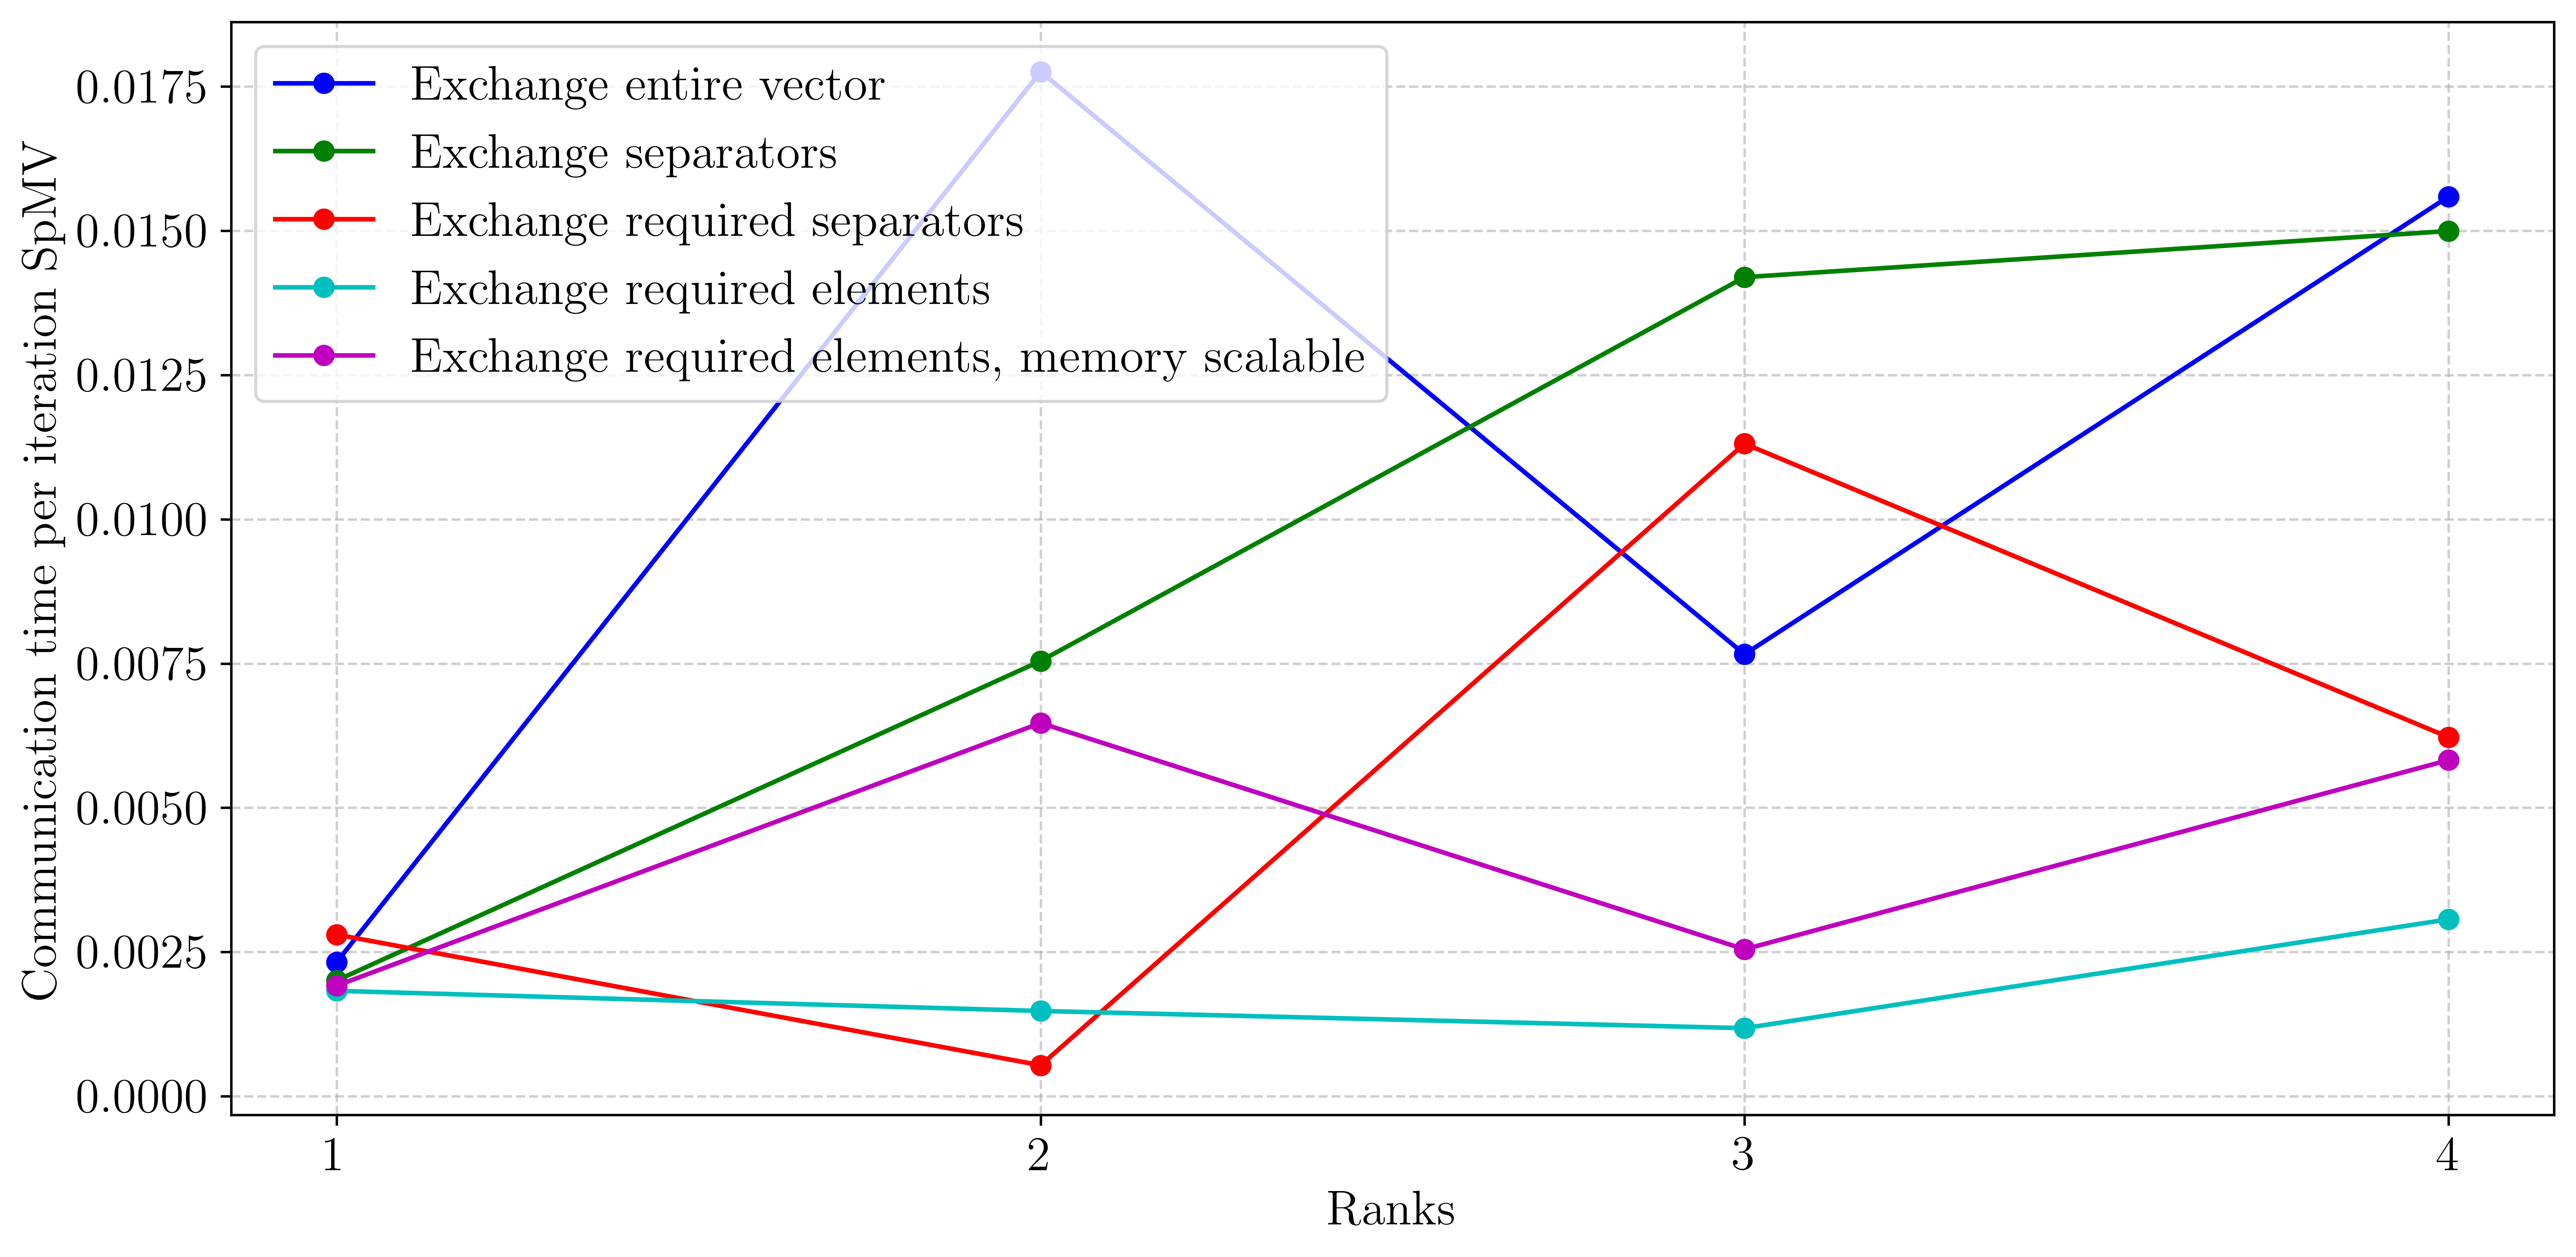 Communication time per iteration SpMV
0.0175
0.0150
0.0125
0.0100
0.0075
0.0050
0.0025
0.0000
Exchange entire vector
Exchange separators
Exchange required separators
Exchange required elements
Exchange required elements, memory scalable
1
2
3
4
Ranks